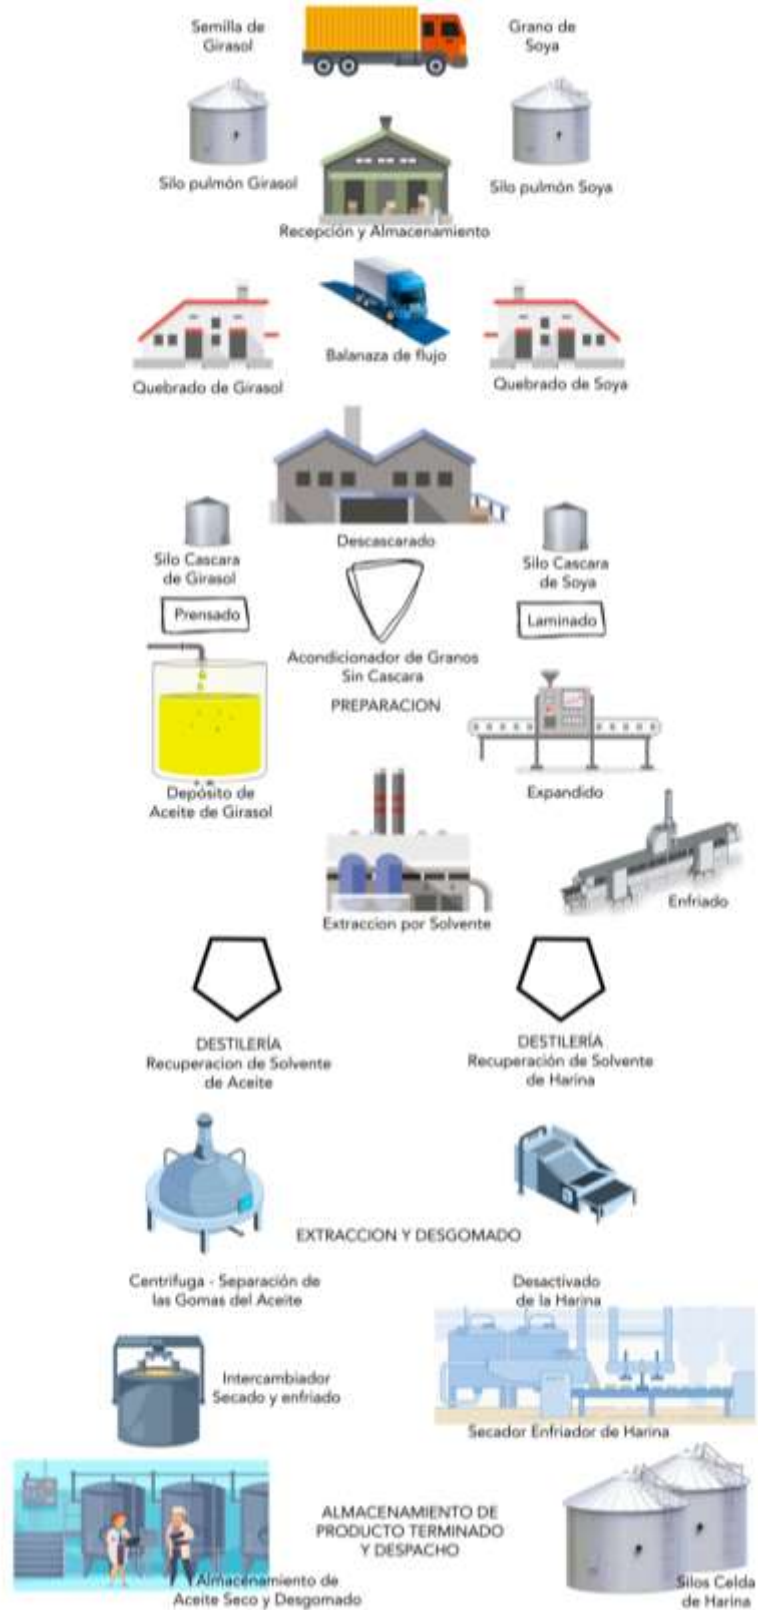 Semilla de
Girasol
Grano de
Soya
Silo pulmón Girasol
Silo pulmón Soya
Recepción y Almacenamiento
Balanaza de flujo
Quebrado de Girasol
Quebrado de Soya
Descascarado
Silo Cascara
de Girasol
Silo Cascara
de Soya
Prensado
Laminado
Acondicionador de Granos
Sin Cascara
PREPARACION
Depósito de
Aceite de Girasol
Expandido
Enfriado
Extraccion por Solvente
DESTILERÍA
Recuperacion de Solvente
de Aceite
DESTILERÍA
Recuperación de Solvente
de Harina
EXTRACCION Y DESGOMADO
Centrifuga - Separación de
las Gomas del Aceite
Desactivado
de la Harina
Intercambiador
Secado y enfriado
Secador Enfriador de Harina
ALMACENAMIENTO DE
PRODUCTO TERMINADO
Y DESPACHO
Almacenamiento de
Aceite Seco y Desgomado
Silos Celda
de Harina